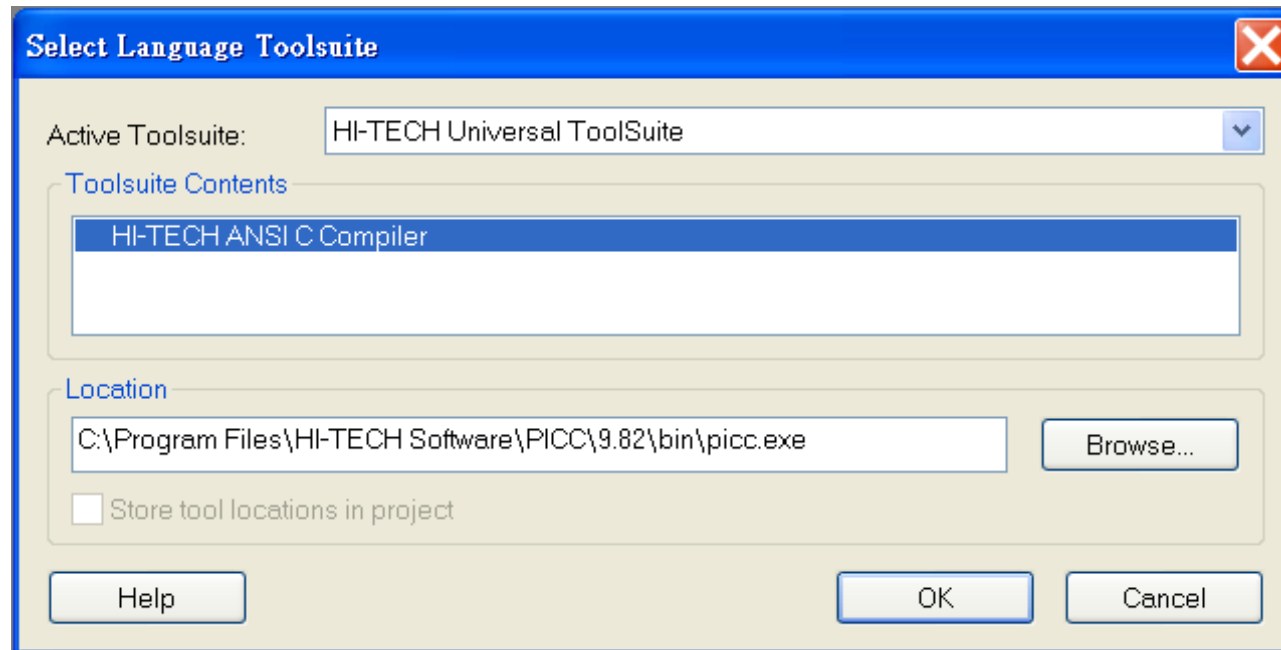 Select Language Toolsuite
Active Toolsuite:
HI-TECH Universal ToolSuite
Toolsuite Contents
HI-TECH ANSI C Compiler
Location
C:\Program Files\HI-TECH Software\PICC\9.82\bin\picc.exe
Browse...
Store tool locations in project
Help
OK
Cancel